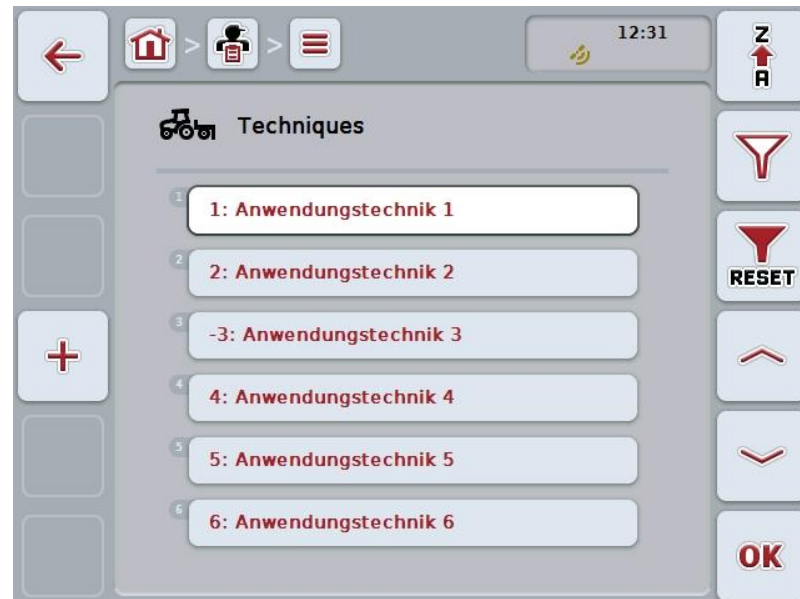 12:31
Z
A
Techniques
1
1: Anwendungstechnik 1
2
2: Anwendungstechnik 2
RESET
3
-3: Anwendungstechnik 3
4
4: Anwendungstechnik 4
5
5: Anwendungstechnik 5
6
6: Anwendungstechnik 6
OK